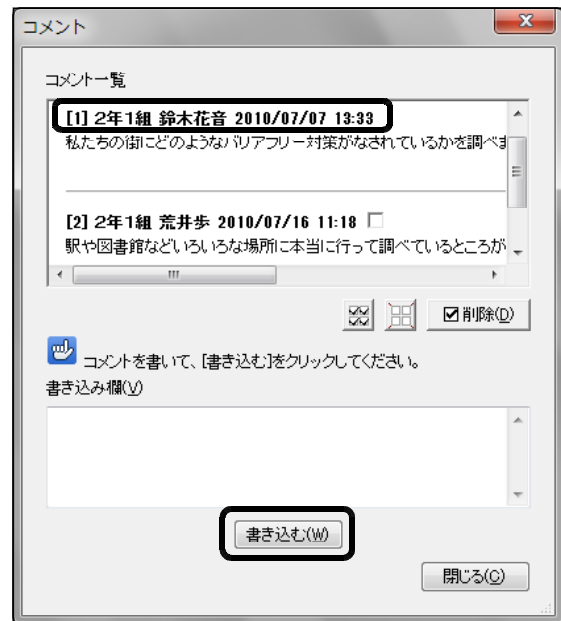 コメント
コメント一覧
[1] 2年1組 鈴木花音 2010/07/07 13:33
私たちの街にどのようなバリアフリー対策がなされているかを調べま
[2] 2年1組 荒井歩 2010/07/16 11:18
駅や図書館などいろいろな場所に本当に行って調べているところが
削除(D)
コメントを書いて、[書き込む]をクリックしてください。
書き込み欄(V)
書き込む(W)
閉じる(C)